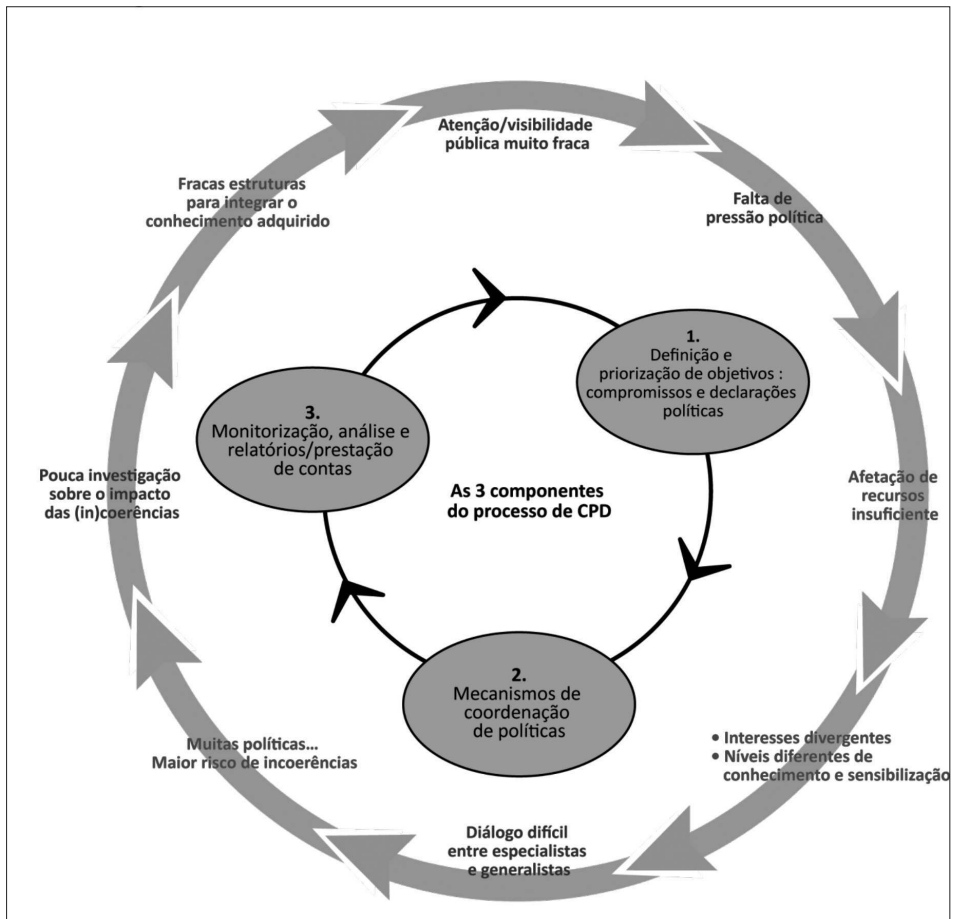 Atenção/visibilidade
pública muito fraca
Falta de
pressão política
Afetação de
recursos
insuficiente
• Interesses divergentes
• Níveis diferentes de
conhecimento e sensibilização
Diálogo difícil
entre especialistas
e generalistas
Muitas políticas...
Maior risco de incoerências
Pouca investigação
sobre o impacto
das (in)coerências
Fracas estruturas
para integrar o
conhecimento adquirido
1.
Definição e
priorização de objetivos :
compromissos e declarações
políticas
2.
Mecanismos de
coordenação
de políticas
3.
Monitorização, análise e
relatórios/prestação
de contas
As 3 componentes
do processo de CPD